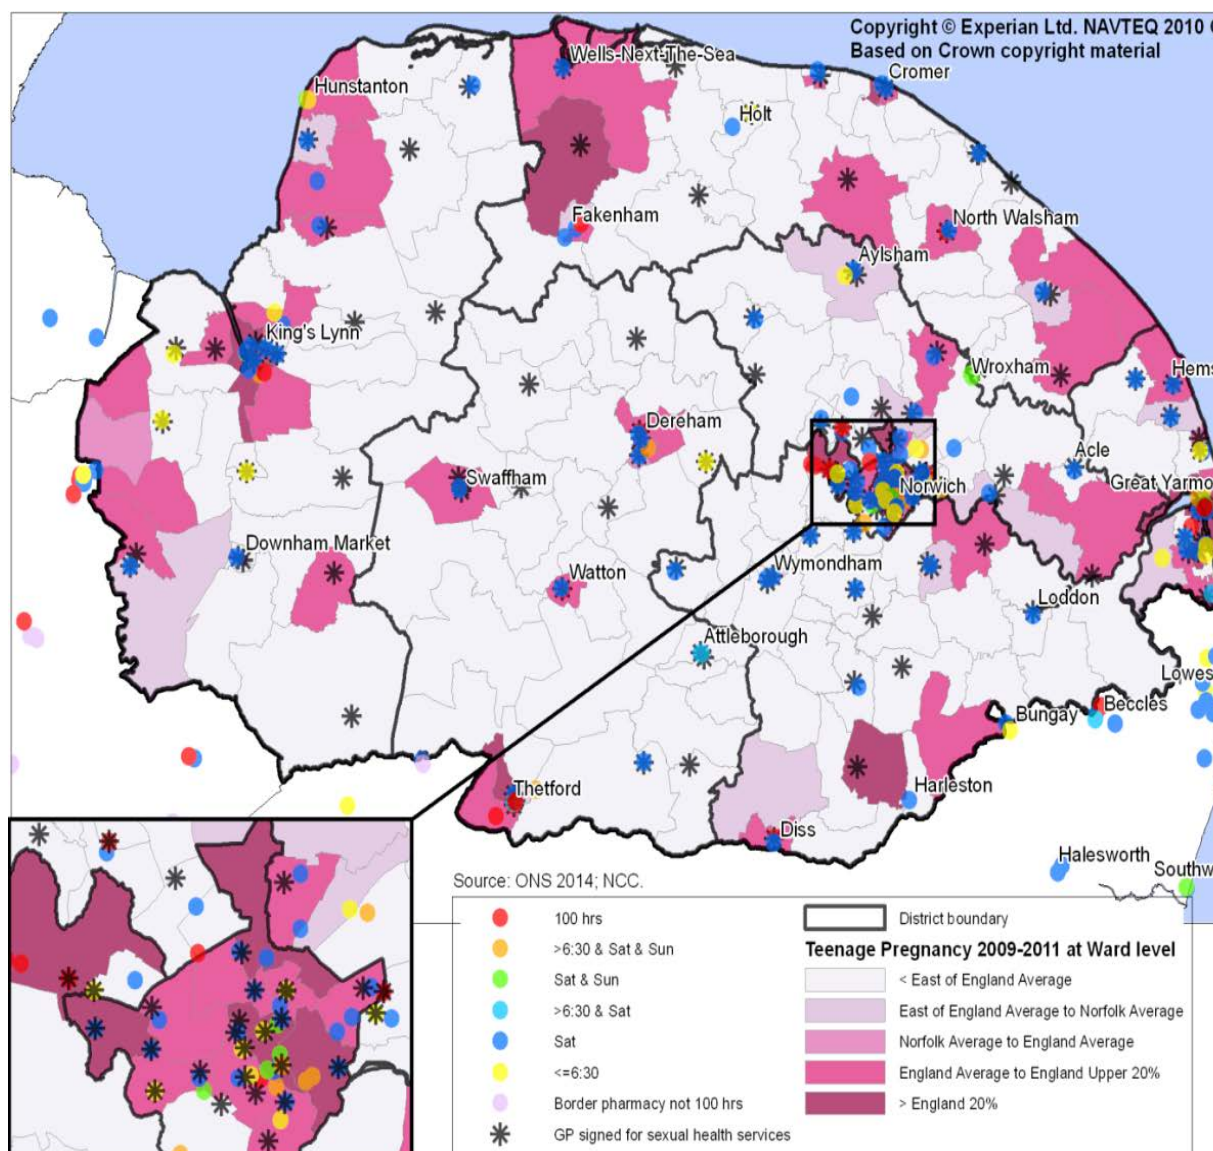 Copyright © Experian Ltd. NAVTEQ 2010
Based on Crown copyright material
Wells-Next-The-Sea
Cromer
Hunstanton
Holt
Fakenham
North Walsham
Aylsham
King's Lynn
Wroxham
Hems
Dereham
Acle
Swaffham
Norwich
Great Yarmo
Downham Market
Watton
Wymondham
Loddon
Attleborough
Lowes
Beccles
Bungay
Thetford
Harleston
Diss
Halesworth
Southw
Source: ONS 2014; NCC.
100 hrs
>6:30 & Sat & Sun
Sat & Sun
>6:30 & Sat
Sat
<=6:30
Border pharmacy not 100 hrs
GP signed for sexual health services
District boundary
Teenage Pregnancy 2009-2011 at Ward level
< East of England Average
East of England Average to Norfolk Average
Norfolk Average to England Average
England Average to England Upper 20%
> England 20%